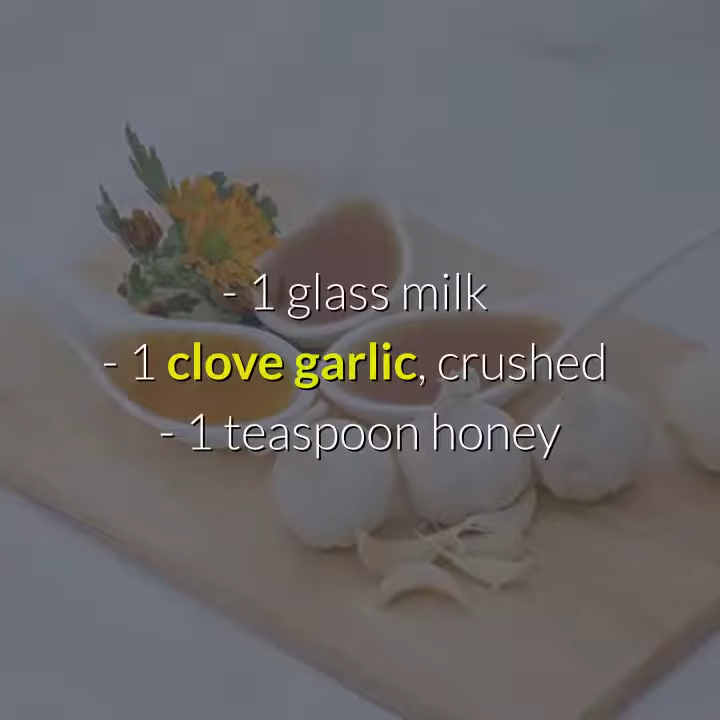 - 1 glass milk
- 1 clove garlic, crushed
- 1 teaspoon honey